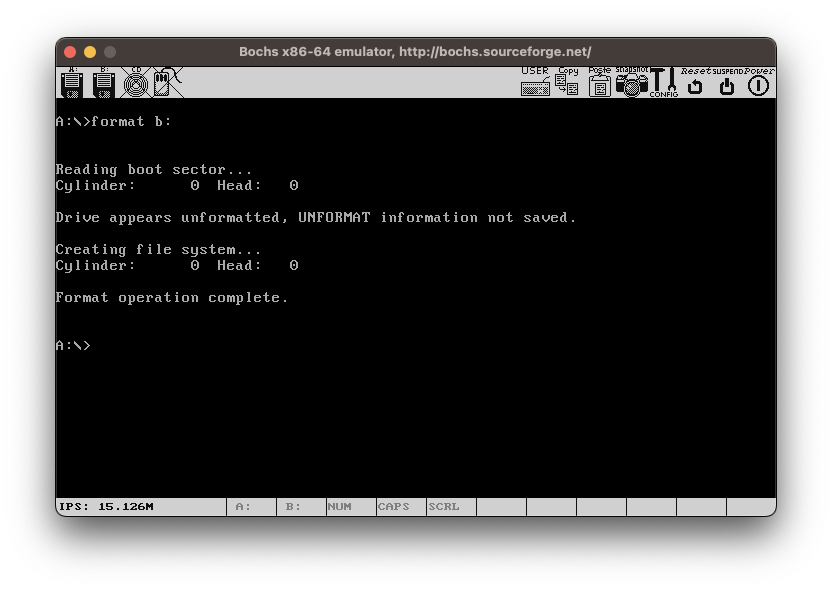 Bochs x86-64 emulator, http://bochs.sourceforge.net/
A: B: CD USER Copy Paste snapshot CONFIG Reset SUSPEND Power
A:\>format b:
Reading boot sector...
Cylinder: 0 Head: 0
Drive appears unformatted, UNFORMAT information not saved.
Creating file system...
Cylinder: 0 Head: 0
Format operation complete.
A:\>
IPS: 15.126M A: B: NUM CAPS SCRL